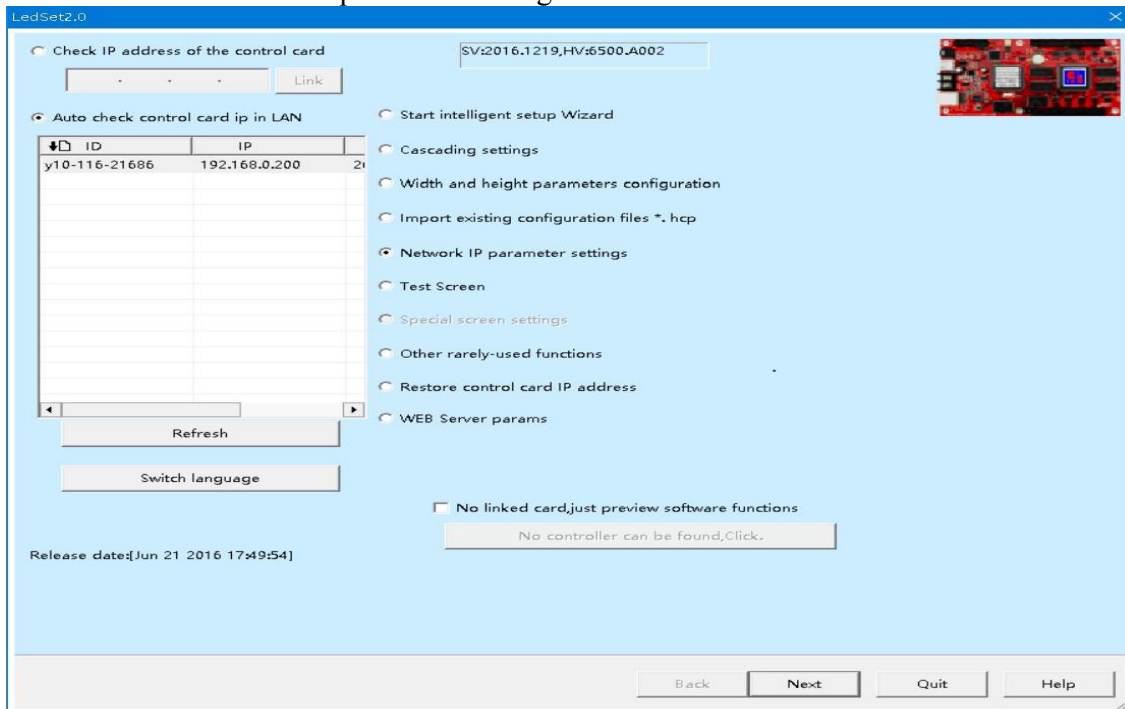 LedSet2.0
Check IP address of the control card
SV:2016.1219,HV:6500.A002
. . . Link
Auto check control card ip in LAN
ID IP
y10-116-21686 192.168.0.200
Refresh
Switch language
Release date:[Jun 21 2016 17:49:54]
Start intelligent setup Wizard
Cascading settings
Width and height parameters configuration
Import existing configuration files *. hcp
Network IP parameter settings
Test Screen
Special screen settings
Other rarely-used functions
Restore control card IP address
WEB Server params
No linked card,just preview software functions
No controller can be found,Click.
Back Next Quit Help